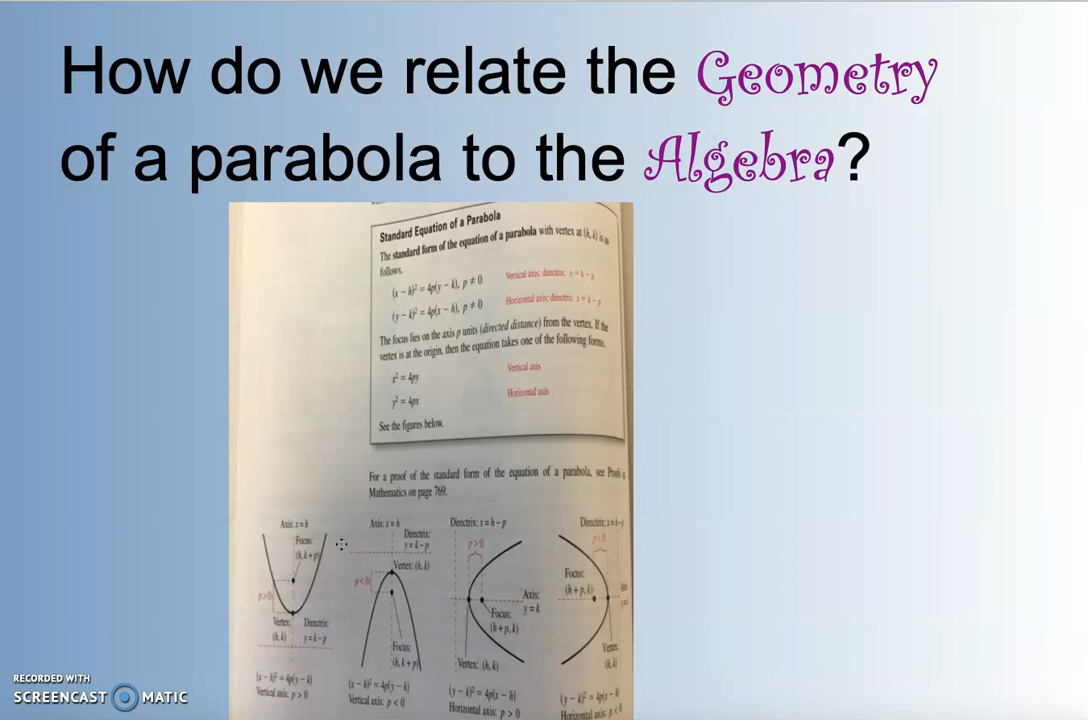 How do we relate the Geometry
of a parabola to the Algebra?
Standard Equation of a Parabola
The standard form of the equation of a parabola with vertex at (h, k) is as
follows.
(x − h)² = 4p(y − k), p ≠ 0
Vertical axis; directrix: y = k − p
(y − k)² = 4p(x − h), p ≠ 0
Horizontal axis; directrix: x = k − p
The focus lies on the axis p units (directed distance) from the vertex. If the
vertex is at the origin, then the equation takes one of the following forms.
x² = 4py
Vertical axis
y² = 4px
Horizontal axis
See the figures below.
For a proof of the standard form of the equation of a parabola, see Proofs
Mathematics on page 769.
Axis: x = h
Focus:
(h, k + p)
p > 0
Vertex:
(h, k)
Directrix:
y = k − p
(x − h)² = 4p(y − k)
Vertical axis: p > 0
Axis: x = h
Directrix:
y = k − p
Vertex: (h, k)
p < 0
Focus:
(h, k + p)
(x − h)² = 4p(y − k)
Vertical axis: p < 0
Directrix: x = h − p
p > 0
Axis:
y = k
Focus:
(h + p, k)
Vertex: (h, k)
(y − k)² = 4p(x − h)
Horizontal axis: p > 0
Directrix: x = h − p
p < 0
Focus:
(h + p, k)
Vertex:
(h, k)
(y − k)² = 4p(x − h)
Horizontal axis: p < 0
RECORDED WITH
SCREENCAST MATIC